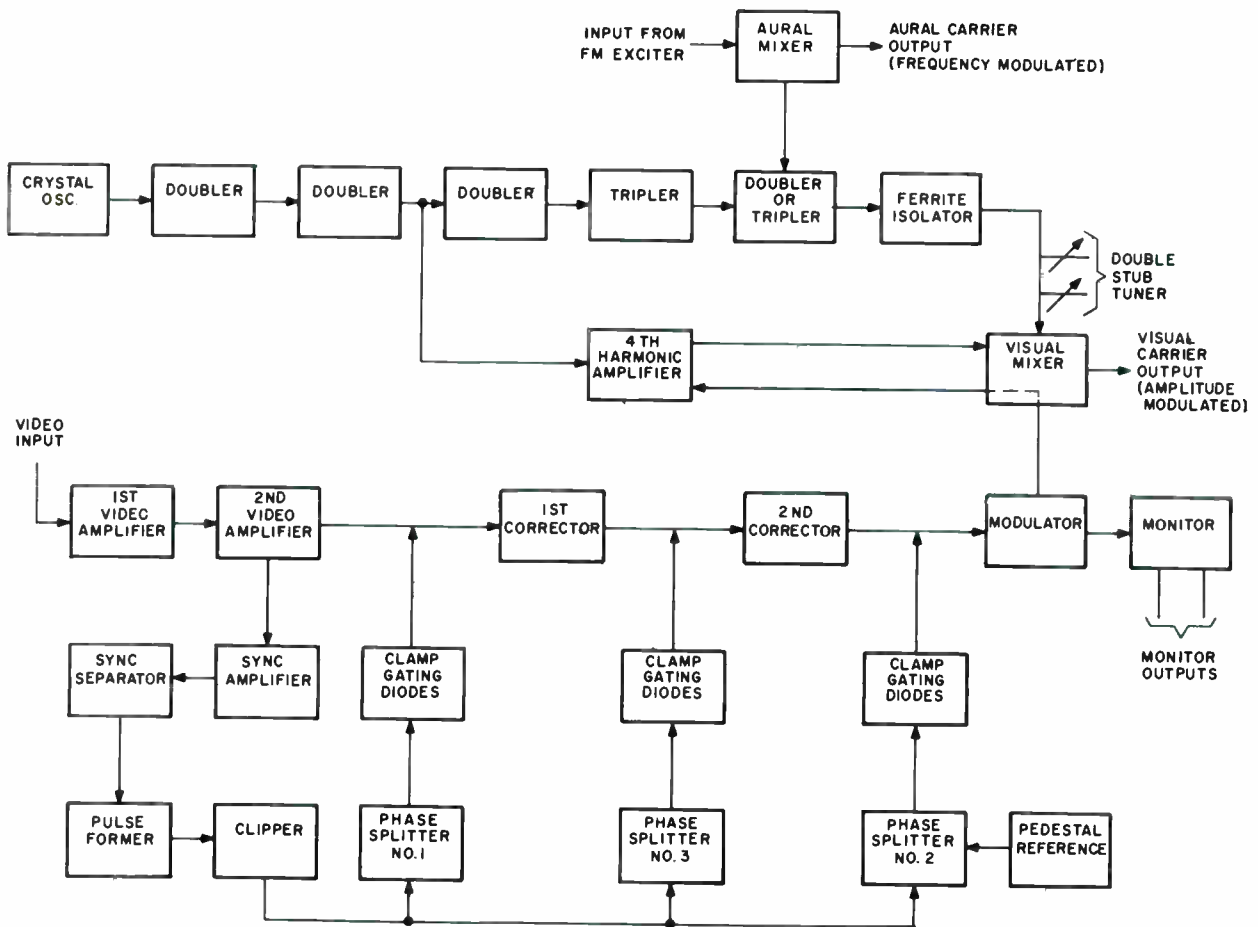 INPUT FROM
FM EXCITER
AURAL
MIXER
AURAL CARRIER
OUTPUT
(FREQUENCY MODULATED)
CRYSTAL
OSC.
DOUBLER
DOUBLER
DOUBLER
TRIPLER
DOUBLER
OR
TRIPLER
FERRITE
ISOLATOR
DOUBLE
STUB
TUNER
4 TH
HARMONIC
AMPLIFIER
VISUAL
MIXER
VISUAL
CARRIER
OUTPUT
(AMPLITUDE
MODULATED)
VIDEO
INPUT
1ST
VIDEC
AMPLIFIER
2ND
VIDEO
AMPLIFIER
1ST
CORRECTOR
2ND
CORRECTOR
MODULATOR
MONITOR
SYNC
SEPARATOR
SYNC
AMPLIFIER
CLAMP
GATING
DIODES
CLAMP
GATING
DIODES
CLAMP
GATING
DIODES
MONITOR
OUTPUTS
PULSE
FORMER
CLIPPER
PHASE
SPLITTER
NO.1
PHASE
SPLITTER
NO.3
PHASE
SPLITTER
NO.2
PEDESTAL
REFERENCE